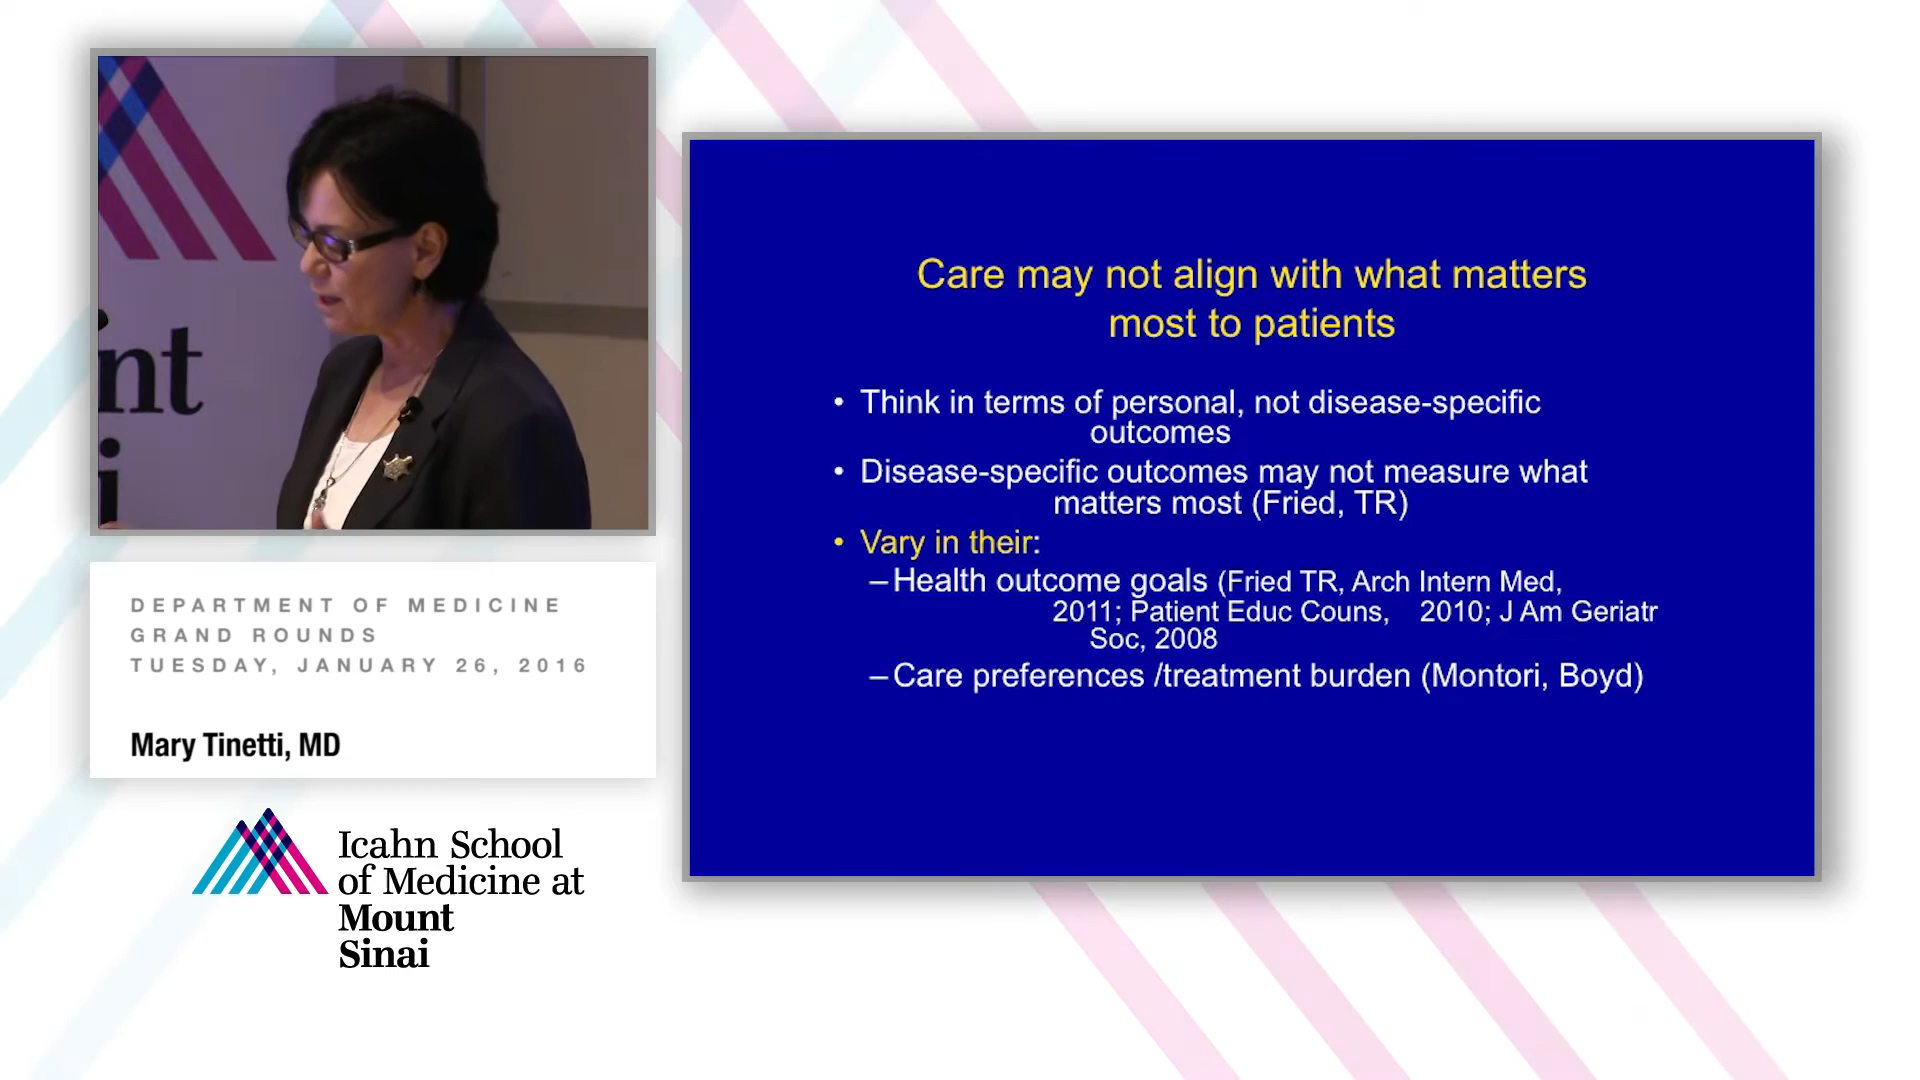 nt
i
DEPARTMENT OF MEDICINE
GRAND ROUNDS
TUESDAY, JANUARY 26, 2016
Mary Tinetti, MD
Icahn School
of Medicine at
Mount
Sinai
Care may not align with what matters
most to patients
• Think in terms of personal, not disease-specific
outcomes
• Disease-specific outcomes may not measure what
matters most (Fried, TR)
• Vary in their:
–Health outcome goals (Fried TR, Arch Intern Med,
2011; Patient Educ Couns, 2010; J Am Geriatr
Soc, 2008
–Care preferences /treatment burden (Montori, Boyd)